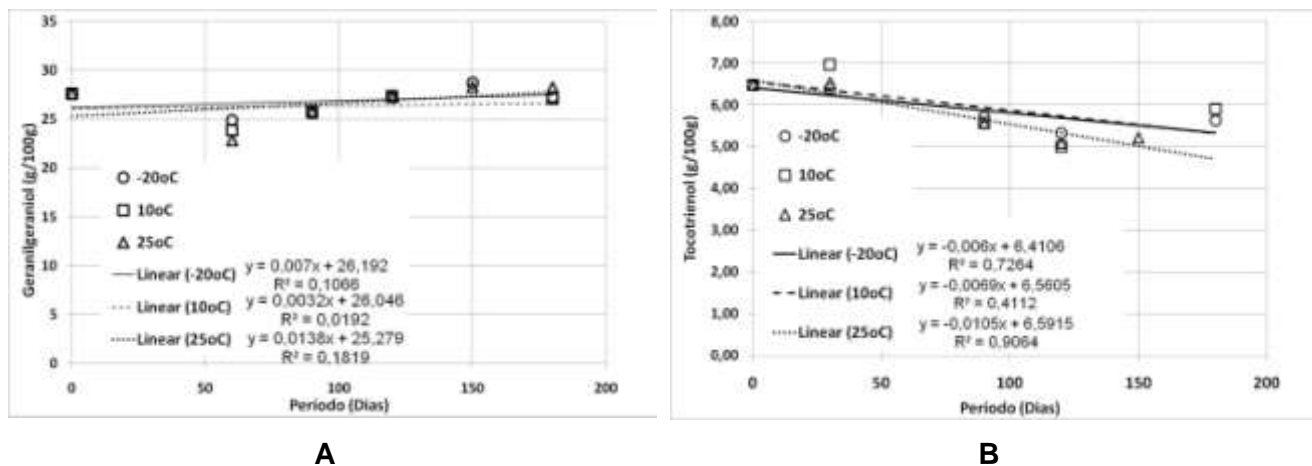 35
30
25
20
15
10
5
0
Geranilgeraniol (g/100g)
-20oC
10oC
25oC
Linear (-20oC) y = 0,007x + 26,192
R² = 0,1066
Linear (10oC) y = 0,0032x + 26,046
R² = 0,0192
Linear (25oC) y = 0,0138x + 25,279
R² = 0,1819
0 50 100 150 200
Período (Dias)
A
8,00
7,00
6,00
5,00
4,00
3,00
2,00
1,00
0,00
Tocotrienol (g/100g)
-20oC
10oC
25oC
Linear (-20oC) y = -0,006x + 6,4106
R² = 0,7264
Linear (10oC) y = -0,0069x + 6,5605
R² = 0,4112
Linear (25oC) y = -0,0105x + 6,5915
R² = 0,9064
0 50 100 150 200
Período (Dias)
B